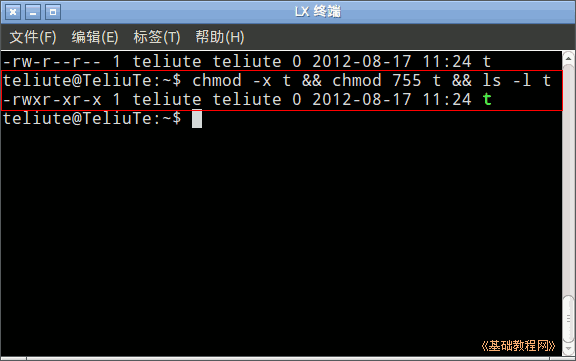 LX 终端
文件(F) 编辑(E) 标签(T) 帮助(H)
-rw-r--r-- 1 teliute teliute 0 2012-08-17 11:24 t
teliute@TeliuTe:~$ chmod -x t && chmod 755 t && ls -l t
-rwxr-xr-x 1 teliute teliute 0 2012-08-17 11:24 t
teliute@TeliuTe:~$
《基础教程网》